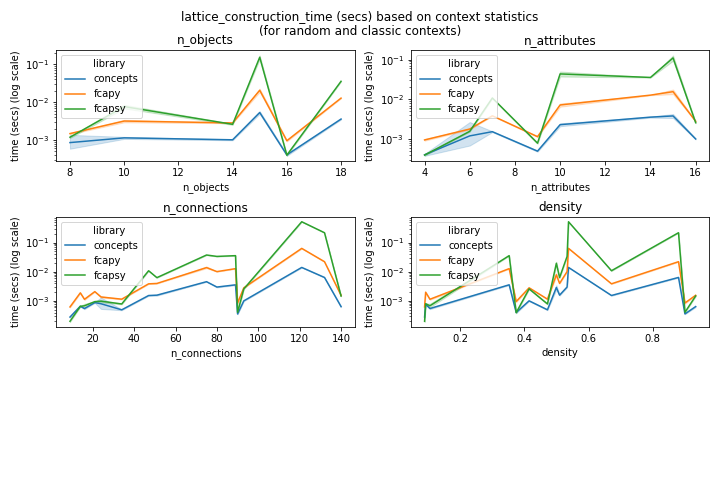 lattice_construction_time (secs) based on context statistics
(for random and classic contexts)
n_objects
time (secs) (log scale)
10⁻¹
10⁻²
10⁻³
library
concepts
fcapy
fcapsy
8 10 12 14 16 18
n_objects
n_attributes
time (secs) (log scale)
10⁻¹
10⁻²
10⁻³
library
concepts
fcapy
fcapsy
4 6 8 10 12 14 16
n_attributes
n_connections
time (secs) (log scale)
10⁻¹
10⁻²
10⁻³
library
concepts
fcapy
fcapsy
20 40 60 80 100 120 140
n_connections
density
time (secs) (log scale)
10⁻¹
10⁻²
10⁻³
library
concepts
fcapy
fcapsy
0.2 0.4 0.6 0.8
density